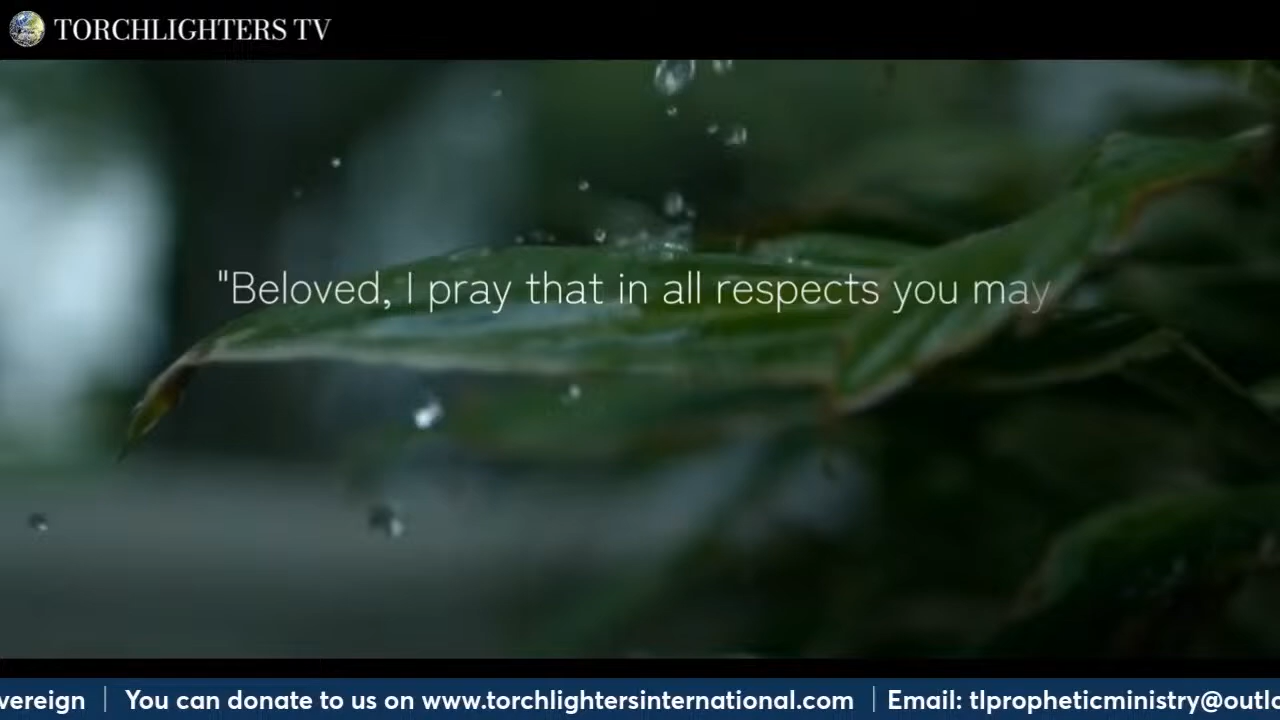 TORCHLIGHTERS TV
"Beloved, I pray that in all respects you may
vereign | You can donate to us on www.torchlightersinternational.com | Email: tlpropheticministry@outlo